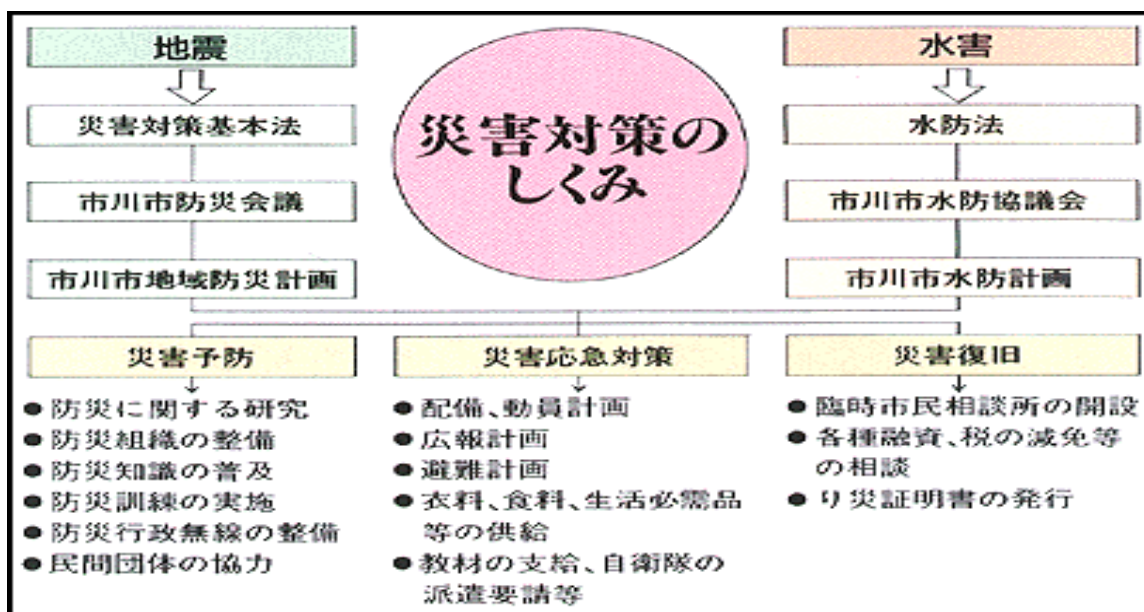 地震
災害対策の
しくみ
水害
災害対策基本法
水防法
市川市防災会議
市川市水防協議会
市川市地域防災計画
市川市水防計画
災害予防
●防災に関する研究
●防災組織の整備
●防災知識の普及
●防災訓練の実施
●防災行政無線の整備
●民間団体の協力
災害応急対策
●配備、動員計画
●広報計画
●避難計画
●衣料、食料、生活必需品
等の供給
●教材の支給、自衛隊の
派遣要請等
災害復旧
●臨時市民相談所の開設
●各種融資、税の減免等
の相談
●り災証明書の発行